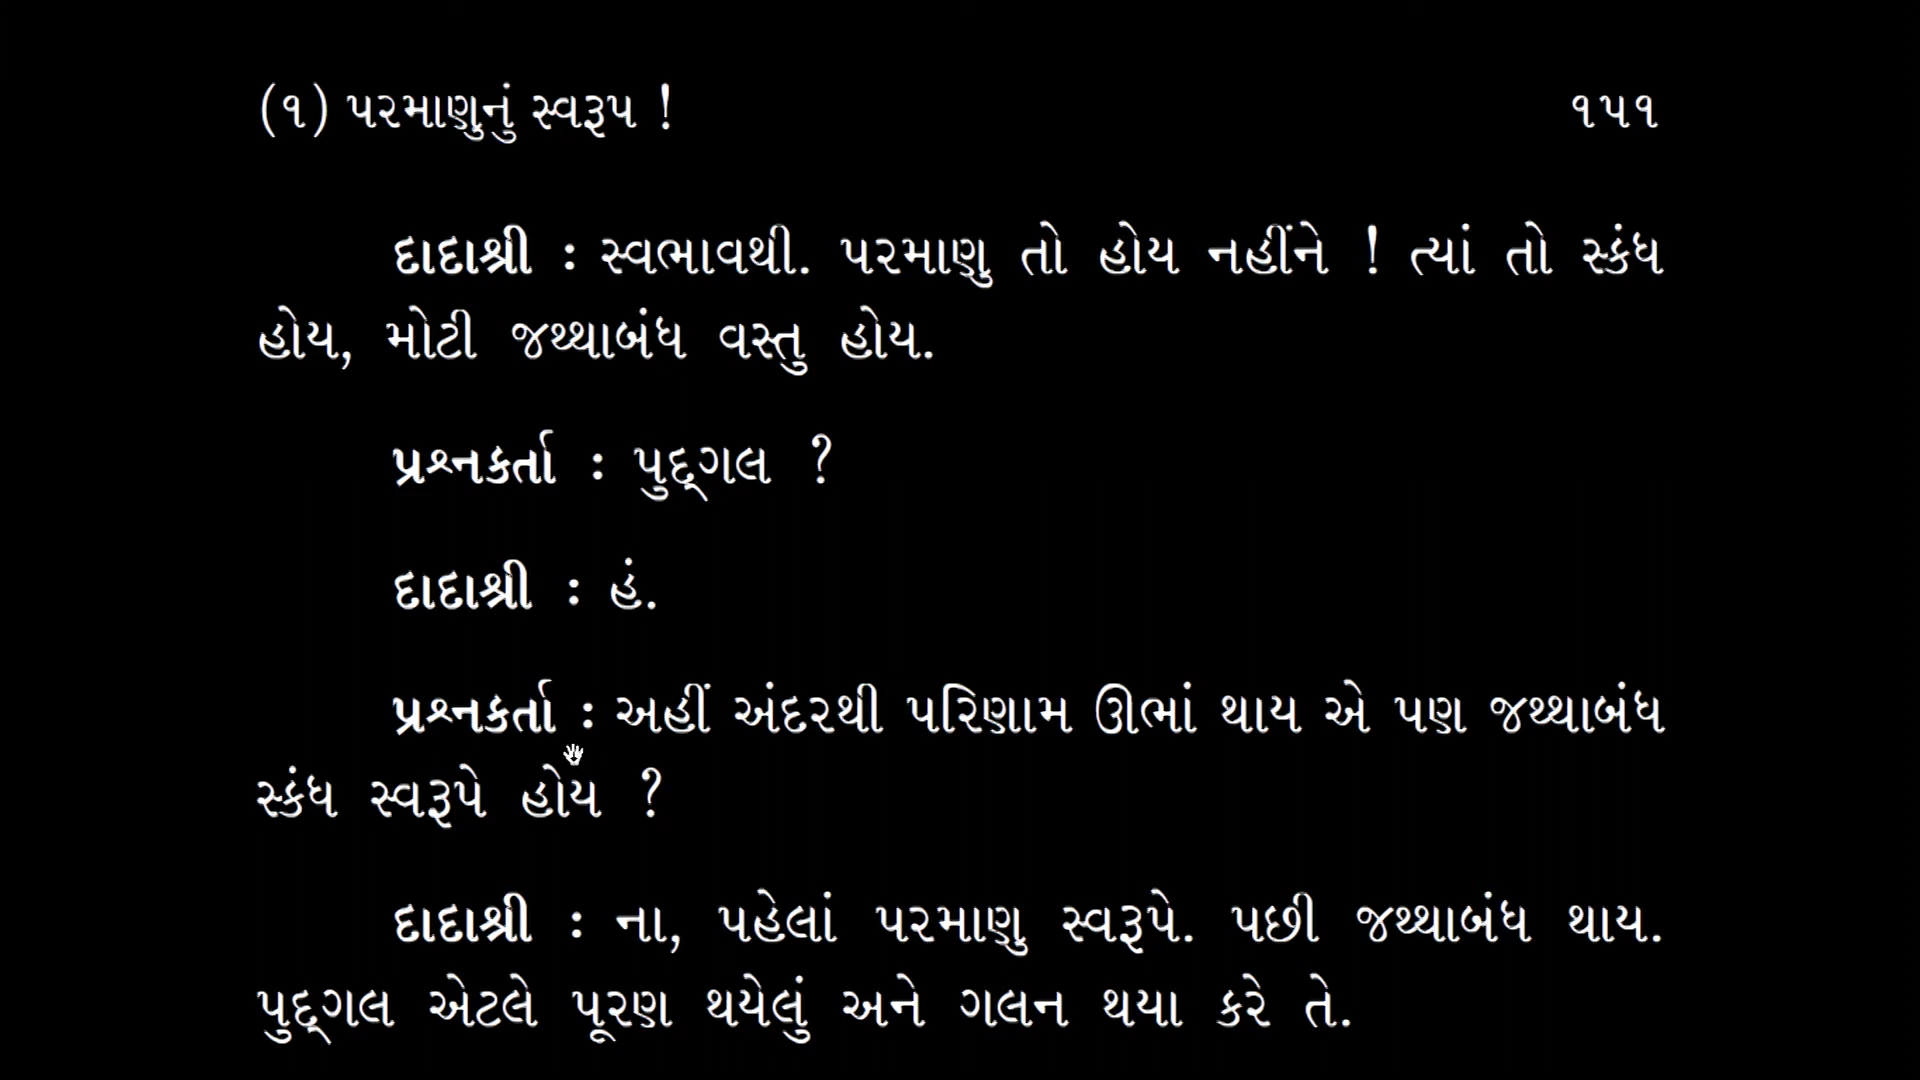 (૧) પરમાણુનું સ્વરૂપ ! ૧૫૧
દાદાશ્રી : સ્વભાવથી. પરમાણુ તો હોય નહીંને ! ત્યાં તો સ્કંધ
હોય, મોટી જથ્થાબંધ વસ્તુ હોય.
પ્રશ્નકર્તા : પુદ્ગલ ?
દાદાશ્રી : હં.
પ્રશ્નકર્તા : અહીં અંદરથી પરિણામ ઊભાં થાય એ પણ જથ્થાબંધ
સ્કંધ સ્વરૂપે હોય ?
દાદાશ્રી : ના, પહેલાં પરમાણુ સ્વરૂપે. પછી જથ્થાબંધ થાય.
પુદ્ગલ એટલે પૂરણ થયેલું અને ગલન થયા કરે તે.